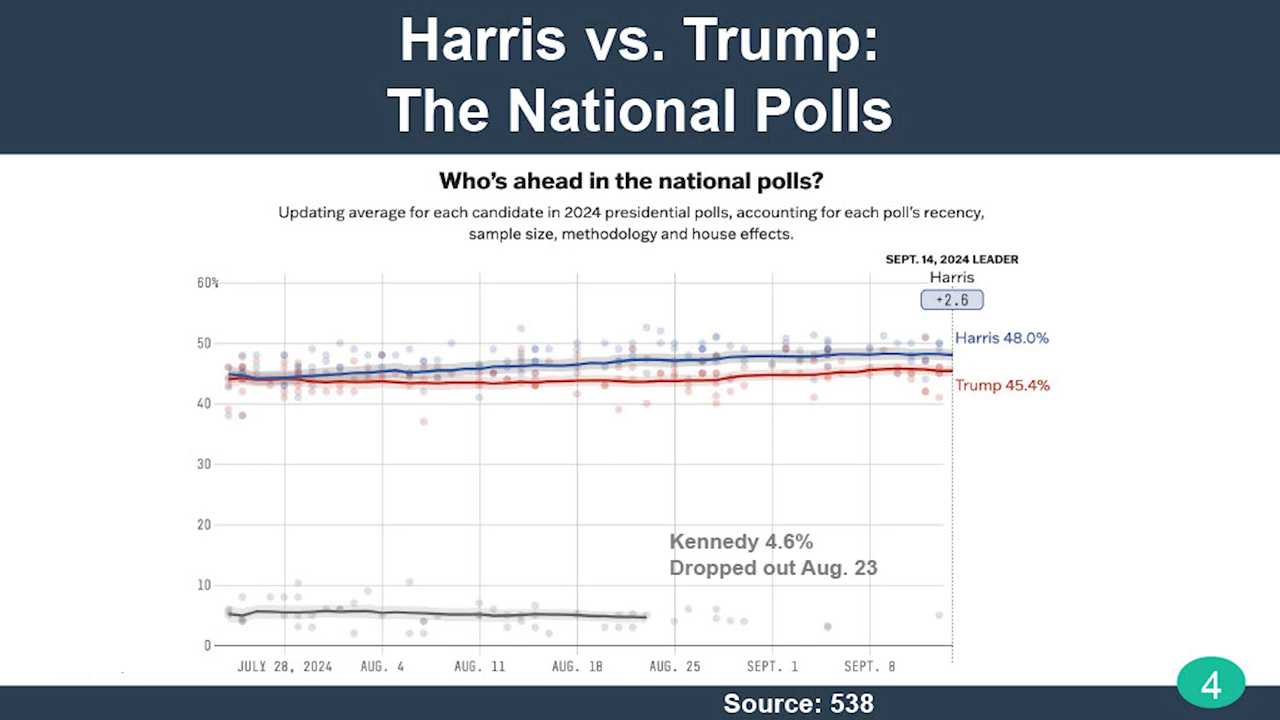 Harris vs. Trump:
The National Polls
Who's ahead in the national polls?
Updating average for each candidate in 2024 presidential polls, accounting for each poll's recency,
sample size, methodology and house effects.
SEPT. 14, 2024 LEADER
Harris
+2.6
60%
50
40
30
20
10
0
Harris 48.0%
Trump 45.4%
Kennedy 4.6%
Dropped out Aug. 23
JULY 28, 2024 AUG. 4 AUG. 11 AUG. 18 AUG. 25 SEPT. 1 SEPT. 8
Source: 538
4